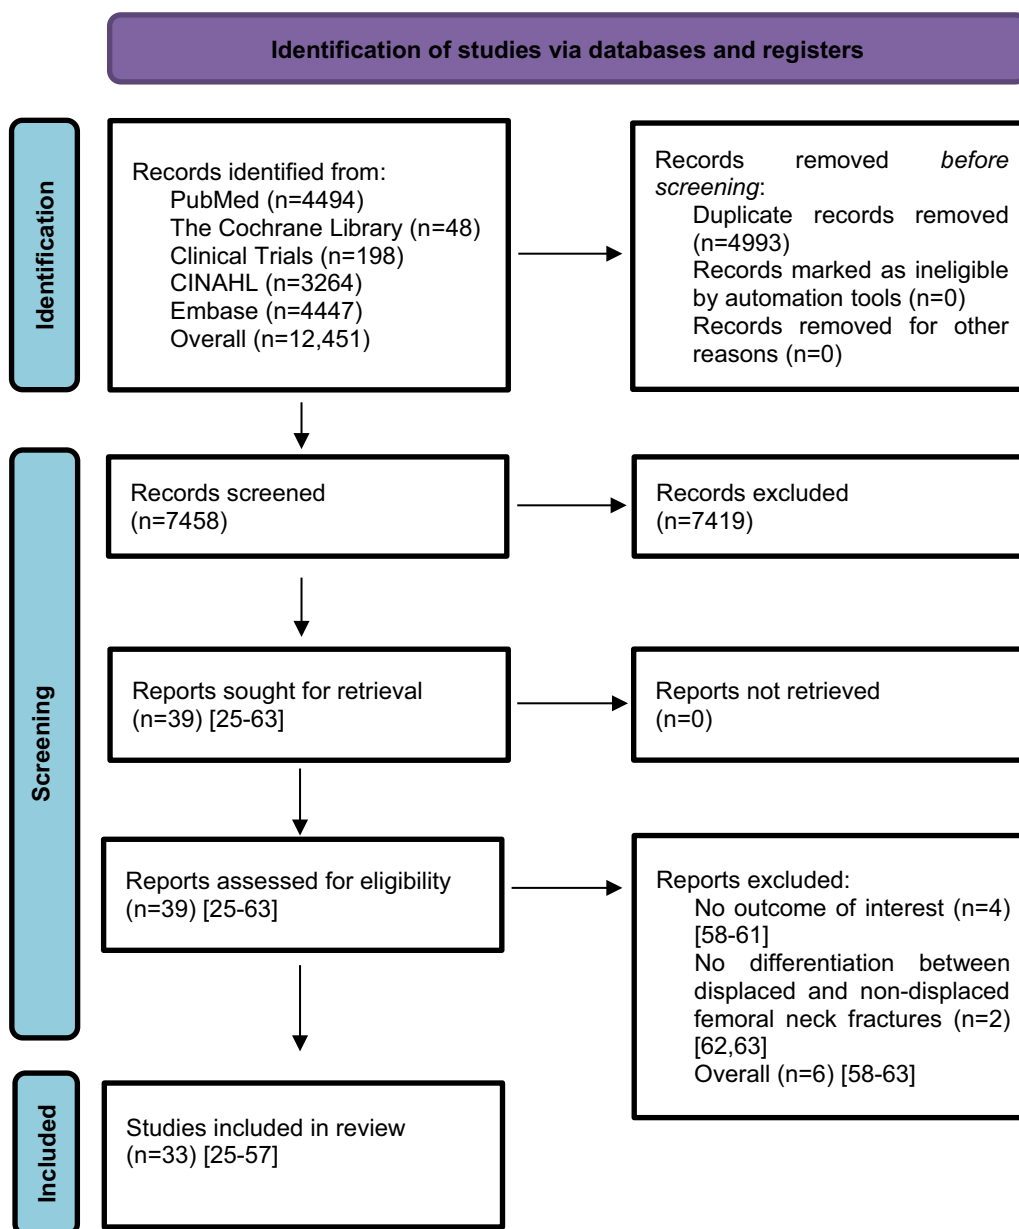 Identification of studies via databases and registers
Identification
Records identified from:
PubMed (n=4494)
The Cochrane Library (n=48)
Clinical Trials (n=198)
CINAHL (n=3264)
Embase (n=4447)
Overall (n=12,451)
Records removed before
screening:
Duplicate records removed
(n=4993)
Records marked as ineligible
by automation tools (n=0)
Records removed for other
reasons (n=0)
Screening
Records screened
(n=7458)
Records excluded
(n=7419)
Reports sought for retrieval
(n=39) [25-63]
Reports not retrieved
(n=0)
Reports assessed for eligibility
(n=39) [25-63]
Reports excluded:
No outcome of interest (n=4)
[58-61]
No differentiation between
displaced and non-displaced
femoral neck fractures (n=2)
[62,63]
Overall (n=6) [58-63]
Included
Studies included in review
(n=33) [25-57]